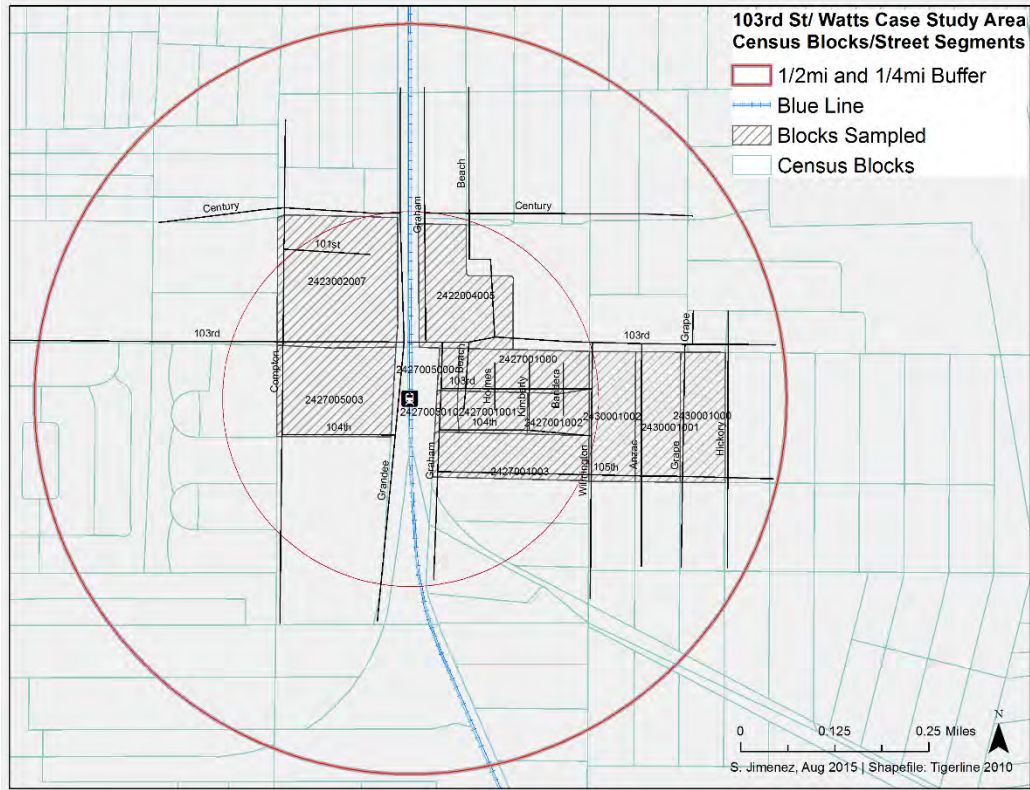 103rd St/ Watts Case Study Area
Census Blocks/Street Segments
1/2mi and 1/4mi Buffer
Blue Line
Blocks Sampled
Census Blocks
Beach
Century
Graham
Century
101st
2423002007
2422004005
103rd
103rd
Grape
Compton
Beach
2427001000
2427005000
103rd
Holmes
Kimberly
Bandera
2427005003
2427005010
2427001001
2427001002
2430001002
2430001000
2430001001
104th
104th
Grandee
Graham
2427001003
Wilmington
105th
Anzac
Grape
Hickory
N
0 0.125 0.25 Miles
S. Jimenez, Aug 2015 | Shapefile: Tigerline 2010